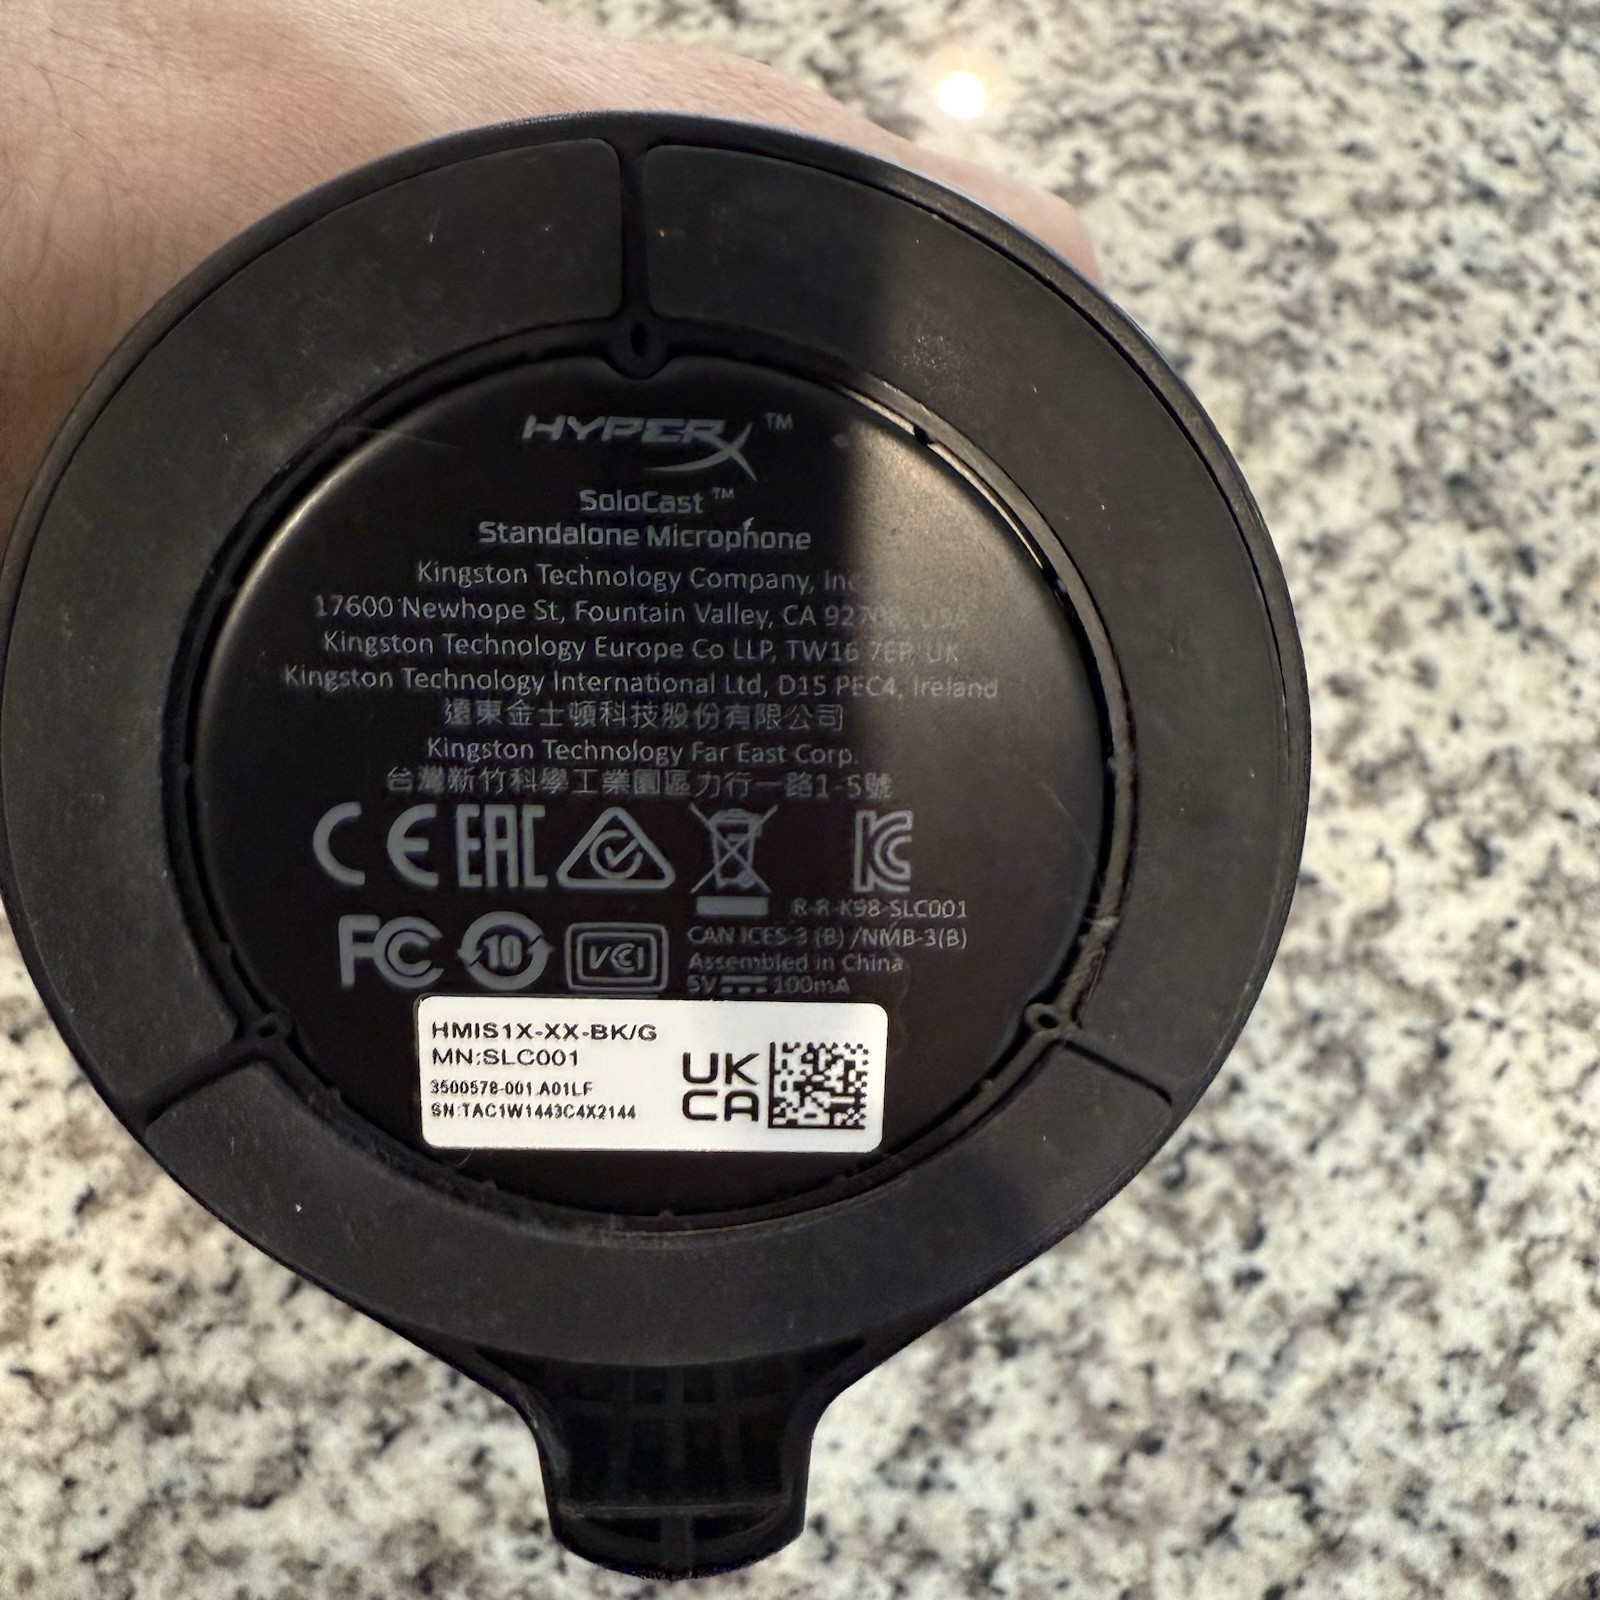 HYPERX™
SoloCast™
Standalone Microphone
Kingston Technology Company, Inc
17600 Newhope St, Fountain Valley, CA 92708, USA
Kingston Technology Europe Co LLP, TW16 7EP, UK
Kingston Technology International Ltd, D15 PEC4, Ireland
遠東金士頓科技股份有限公司
Kingston Technology Far East Corp.
台灣新竹科學工業園區力行一路1-5號
CE EAC
R-R-K98-SLC001
FC 10 VCCI
CAN ICES-3 (B) /NMB-3(B)
Assembled in China
5V 100mA
HMIS1X-XX-BK/G
MN:SLC001
3500578-001.A01LF
SN:TAC1W1443C4X2144
UK
CA